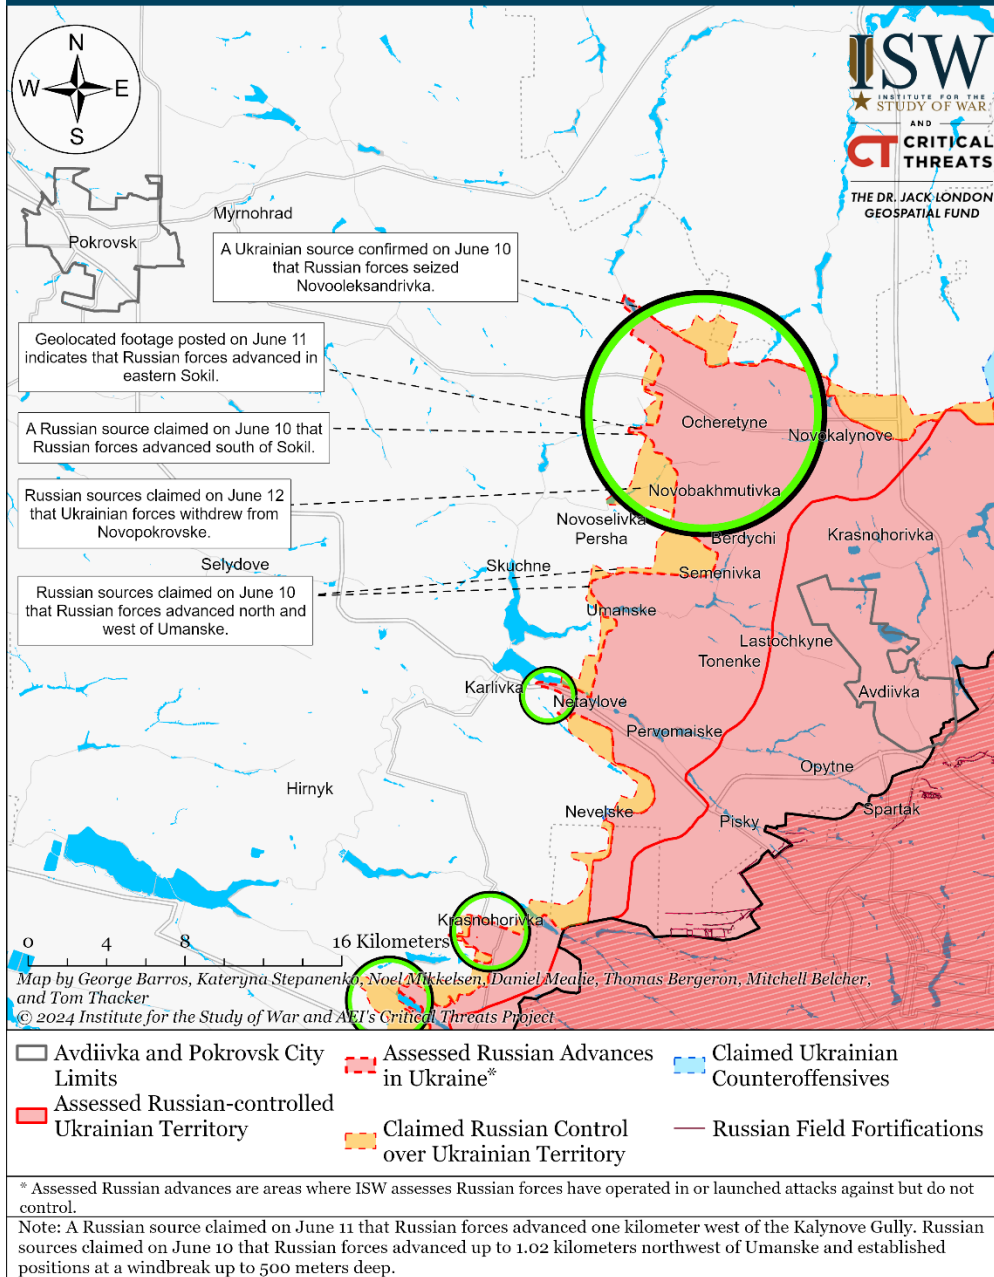 N
W
E
S
ISW
INSTITUTE FOR THE
STUDY OF WAR
AND
CT CRITICAL
THREATS
THE DR. JACK LONDON
GEOSPATIAL FUND
Myrnohrad
Pokrovsk
A Ukrainian source confirmed on June 10
that Russian forces seized
Novooleksandrivka.
Geolocated footage posted on June 11
indicates that Russian forces advanced in
eastern Sokil.
A Russian source claimed on June 10 that
Russian forces advanced south of Sokil.
Russian sources claimed on June 12
that Ukrainian forces withdrew from
Novopokrovske.
Russian sources claimed on June 10
that Russian forces advanced north and
west of Umanske.
Ocheretyne
Novokalynove
Novobakhmutivka
Novoselivka
Persha
Berdychi
Krasnohorivka
Selydove
Skuchne
Semenivka
Umanske
Lastochkyne
Tonenke
Karlivka
Netaylove
Avdiivka
Pervomaiske
Opytne
Hirnyk
Nevelske
Pisky
Spartak
Krasnohorivka
0 4 8 16 Kilometers
Map by George Barros, Kateryna Stepanenko, Noel Mikkelsen, Daniel Mealie, Thomas Bergeron, Mitchell Belcher,
and Tom Thacker
© 2024 Institute for the Study of War and AEI's Critical Threats Project
Avdiivka and Pokrovsk City
Limits
Assessed Russian-controlled
Ukrainian Territory
Assessed Russian Advances
in Ukraine*
Claimed Russian Control
over Ukrainian Territory
Claimed Ukrainian
Counteroffensives
Russian Field Fortifications
* Assessed Russian advances are areas where ISW assesses Russian forces have operated in or launched attacks against but do not
control.
Note: A Russian source claimed on June 11 that Russian forces advanced one kilometer west of the Kalynove Gully. Russian
sources claimed on June 10 that Russian forces advanced up to 1.02 kilometers northwest of Umanske and established
positions at a windbreak up to 500 meters deep.